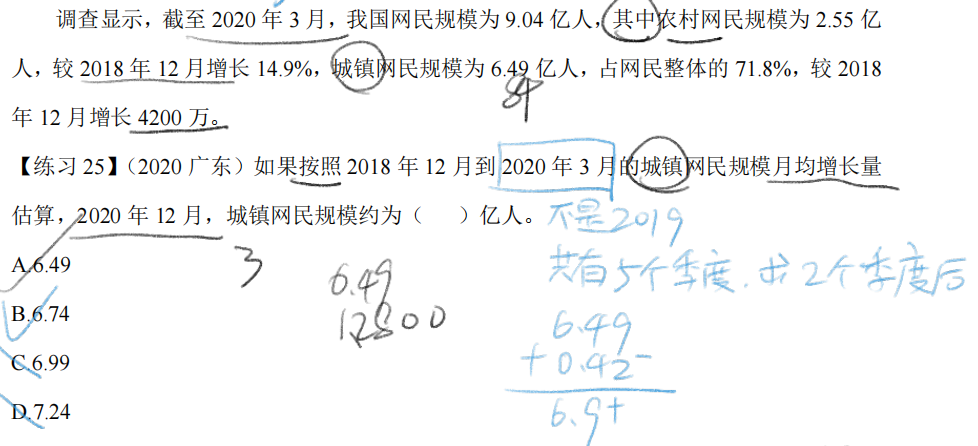 调查显示，截至 2020 年 3 月，我国网民规模为 9.04 亿人，其中农村网民规模为 2.55 亿
人，较 2018 年 12 月增长 14.9%，城镇网民规模为 6.49 亿人，占网民整体的 71.8%，较 2018
年 12 月增长 4200 万。
【练习 25】（2020 广东）如果按照 2018 年 12 月到 2020 年 3 月的城镇网民规模月均增长量
估算，2020 年 12 月，城镇网民规模约为（ ）亿人。
不是2019
A.6.49
3
6.49
共有5个季度.求2个季度后
B.6.74
12800
6.49
C.6.99
+0.42-
6.9+
D.7.24